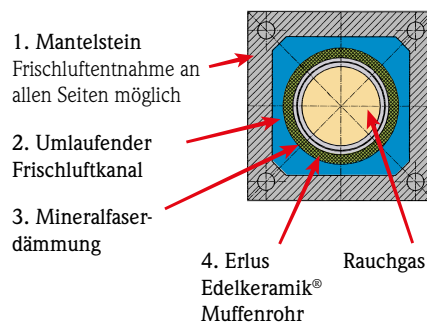 1. Mantelstein
Frischluftentnahme an
allen Seiten möglich
2. Umlaufender
Frischluftkanal
3. Mineralfaser-
dämmung
4. Erlus
Edelkeramik®
Muffenrohr
Rauchgas